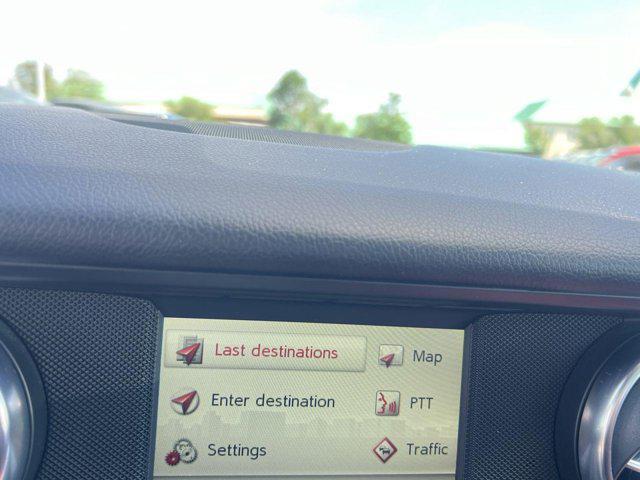 Last destinations
Map
Enter destination
PTT
Settings
Traffic